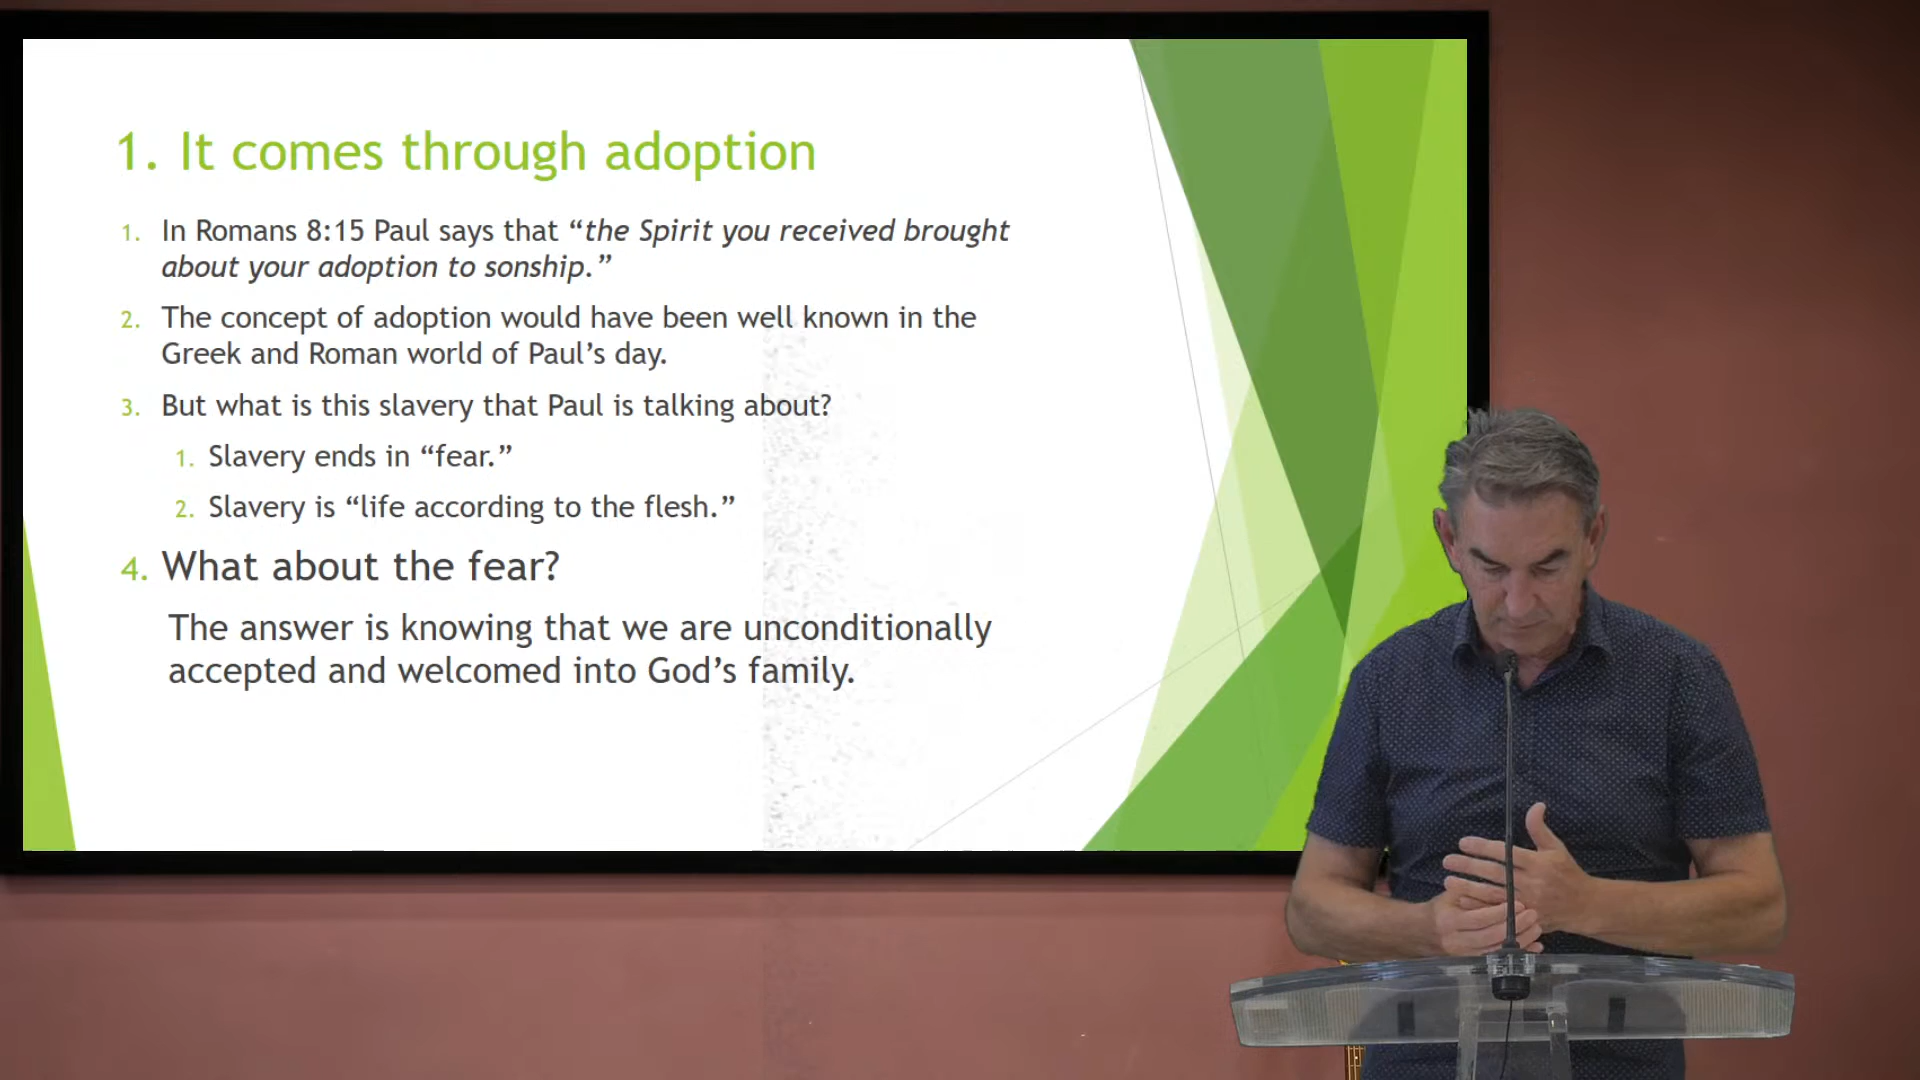 1. It comes through adoption
1. In Romans 8:15 Paul says that “the Spirit you received brought
about your adoption to sonship.”
2. The concept of adoption would have been well known in the
Greek and Roman world of Paul’s day.
3. But what is this slavery that Paul is talking about?
1. Slavery ends in “fear.”
2. Slavery is “life according to the flesh.”
4. What about the fear?
The answer is knowing that we are unconditionally
accepted and welcomed into God’s family.